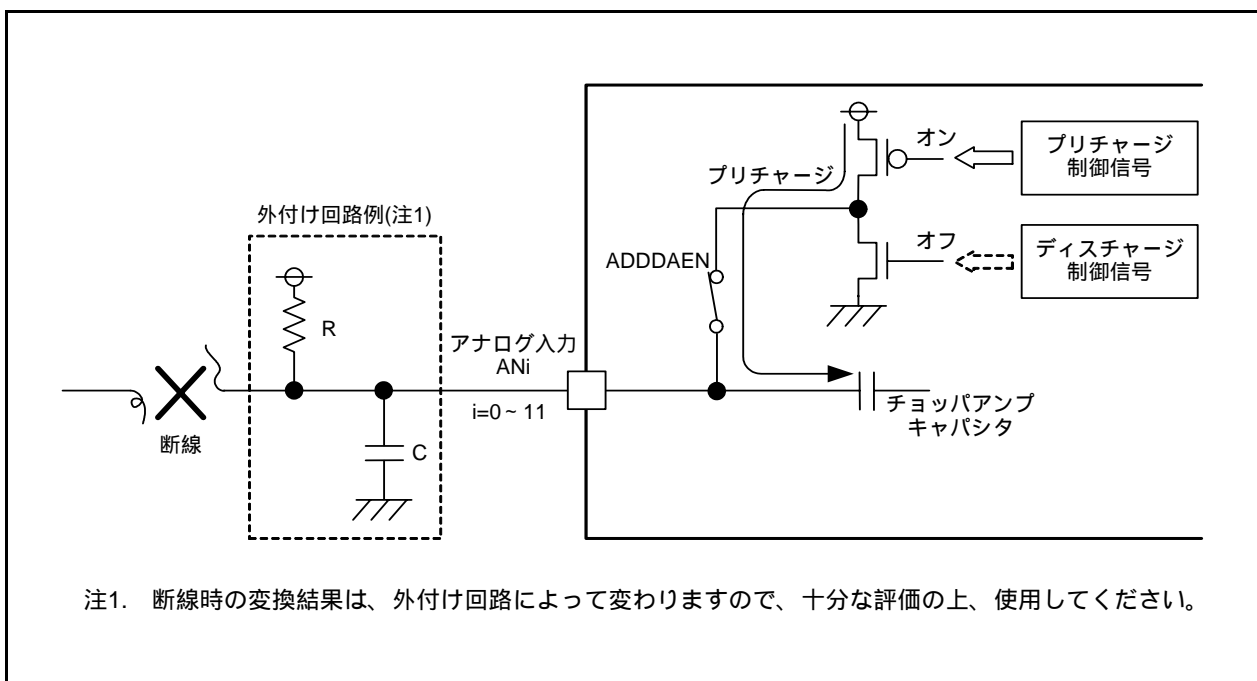 オン
プリチャージ
制御信号
プリチャージ
外付け回路例(注1)
オフ
ディスチャージ
制御信号
ADDDAEN
R
アナログ入力
ANi
i=0~11
チョッパアンプ
キャパシタ
断線
C
注1. 断線時の変換結果は、外付け回路によって変わりますので、十分な評価の上、使用してください。